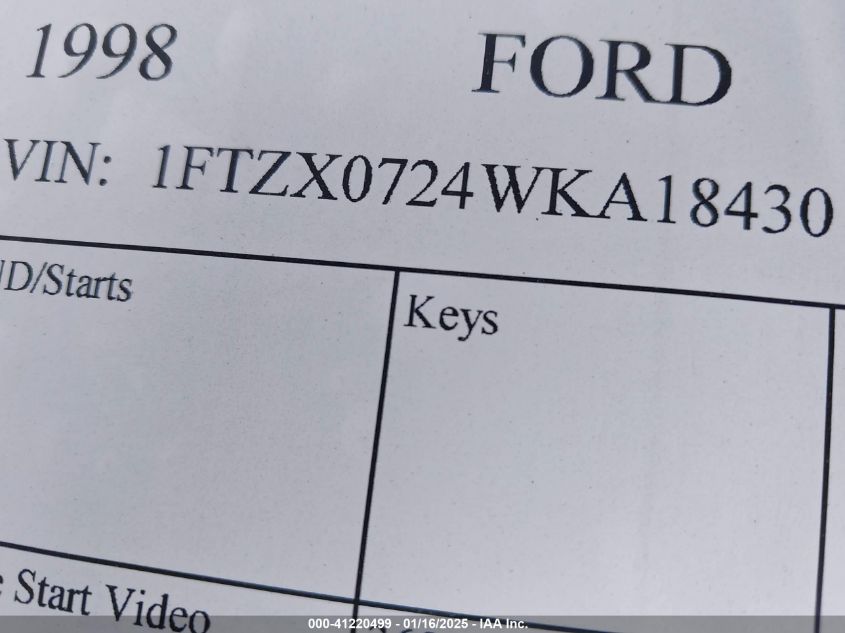 1998 FORD
VIN: 1FTZX0724WKA18430
D/Starts Keys
Start Video
000-41220499 - 01/16/2025 - IAA Inc.